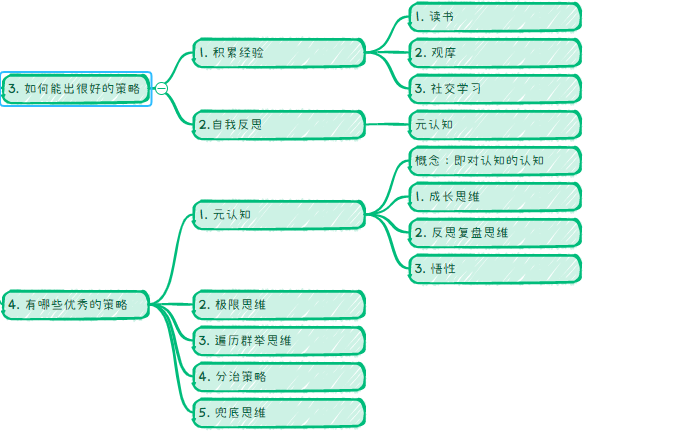 3. 如何能出很好的策略
1. 积累经验
1. 读书
2. 观摩
3. 社交学习
2.自我反思
元认知
4. 有哪些优秀的策略
1. 元认知
概念：即对认知的认知
1. 成长思维
2. 反思复盘思维
3. 悟性
2. 极限思维
3. 遍历群举思维
4. 分治策略
5. 兜底思维